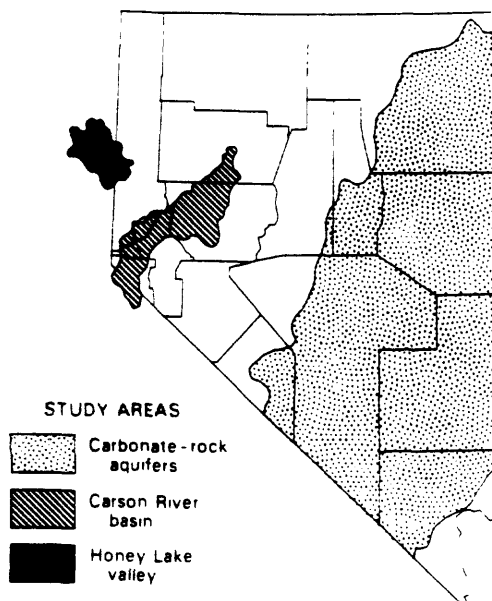 STUDY AREAS
Carbonate-rock
aquifers
Carson River
basin
Honey Lake
valley